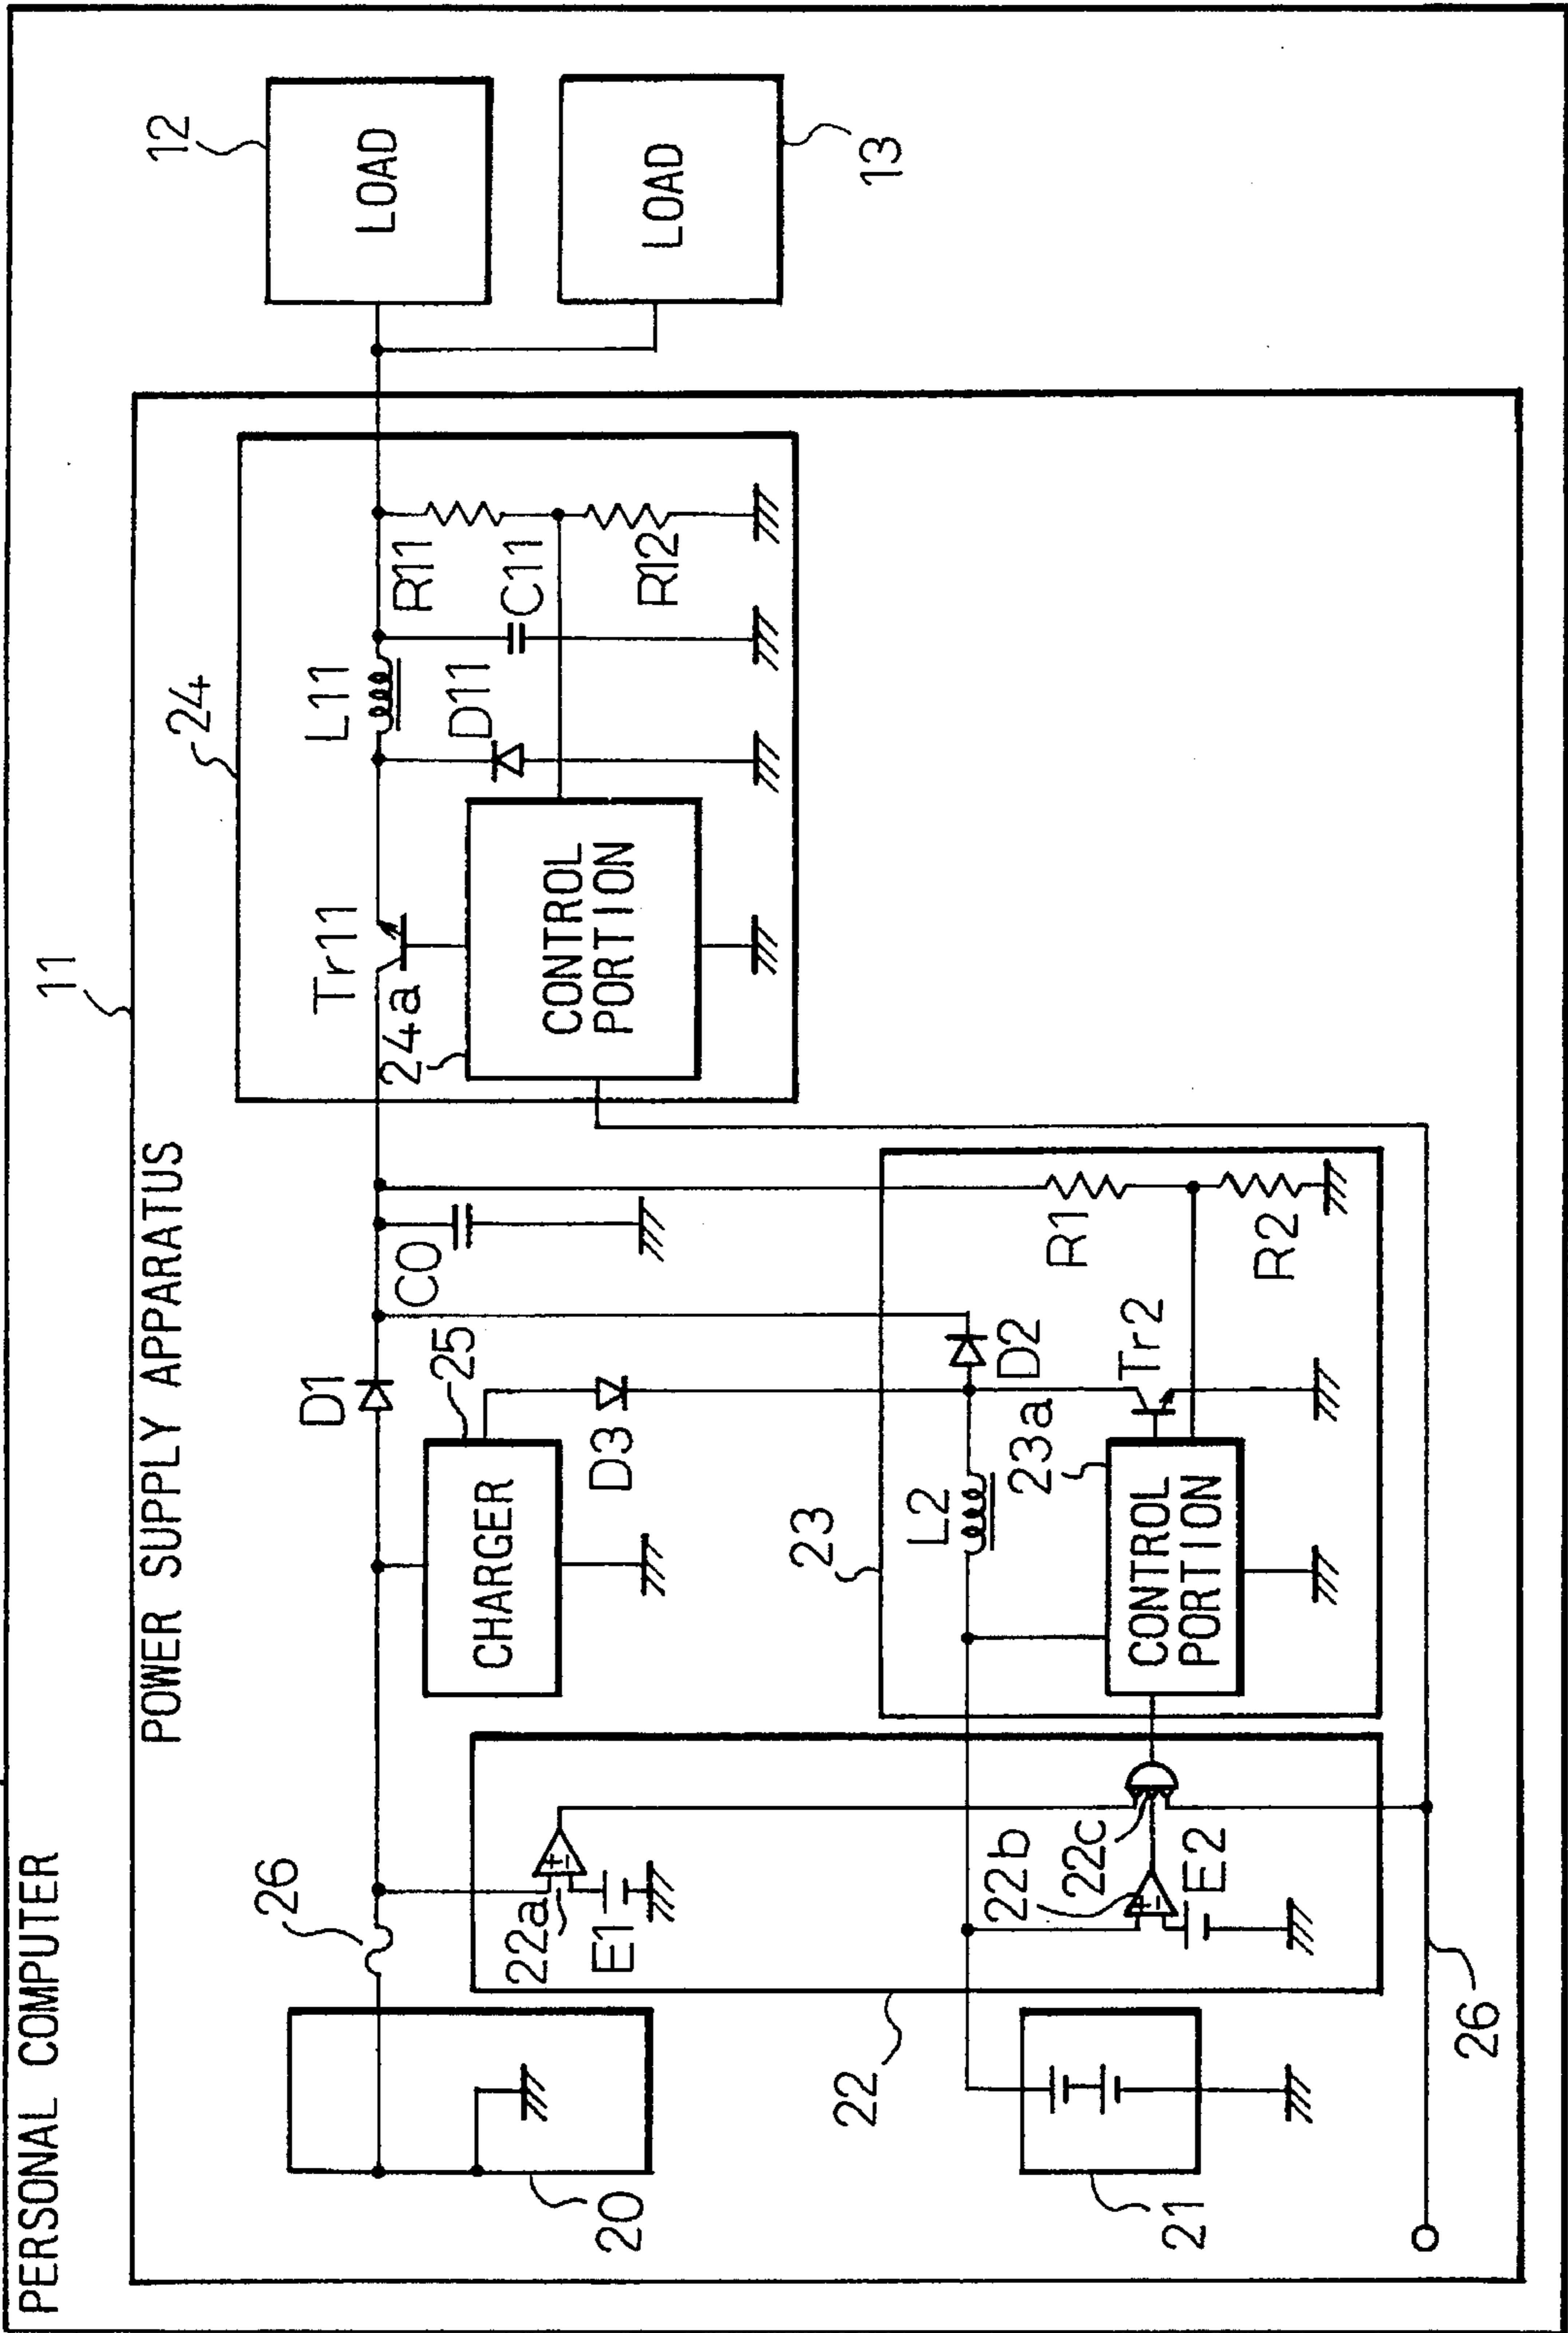 PERSONAL COMPUTER
11
POWER SUPPLY APPARATUS
12
LOAD
LOAD
13
24
Tr11
L11
24a
CONTROL
PORTION
D11
R11
C11
R12
26
D1
C0
25
CHARGER
D3
20
22a
E1
23
L2
D2
23a
Tr2
CONTROL
PORTION
R1
R2
22
22b
22c
E2
21
26